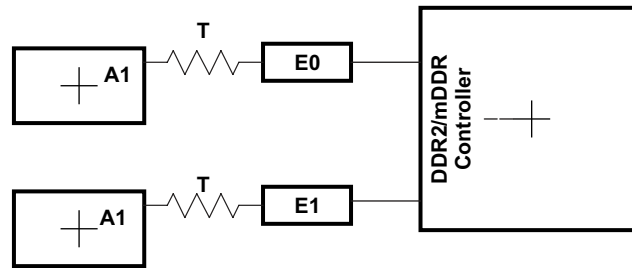 T
A1
E0
DDR2/mDDR
Controller
T
A1
E1